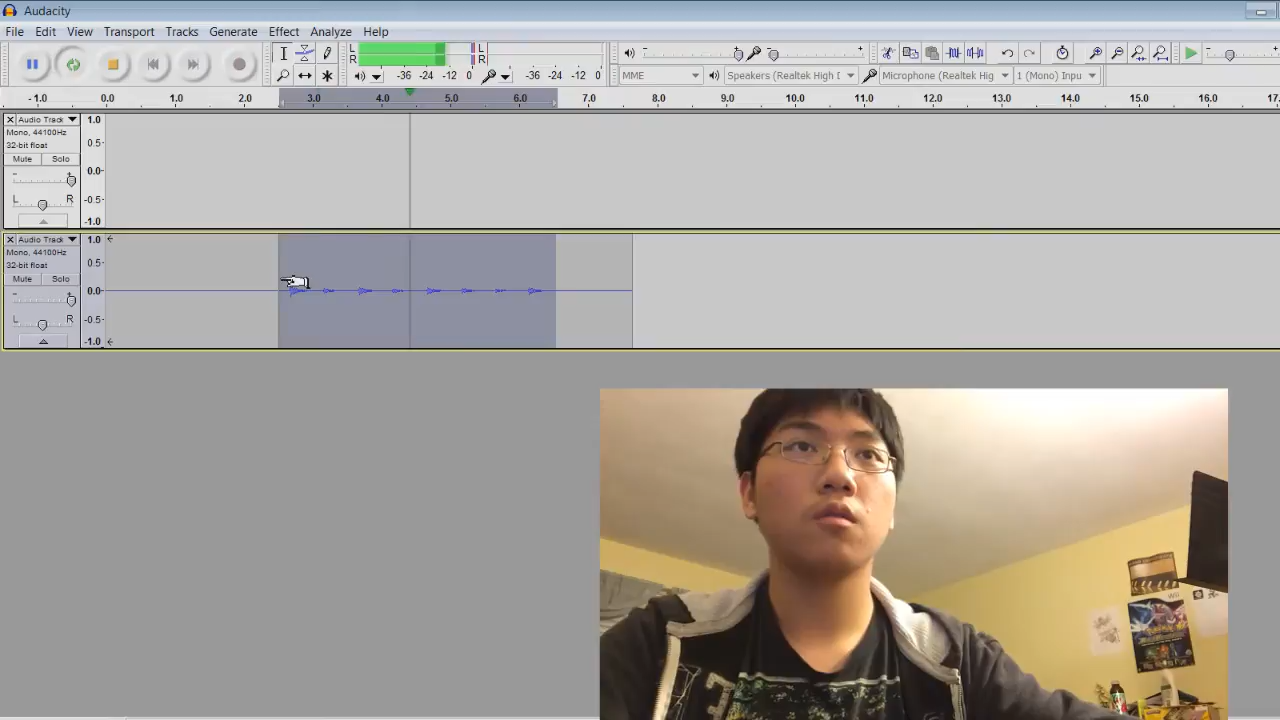 Audacity
File Edit View Transport Tracks Generate Effect Analyze Help
L L
R R
-36 -24 -12 0 -36 -24 -12 0
MME Speakers (Realtek High D Microphone (Realtek Hig 1 (Mono) Inpu
- 1.0 0.0 1.0 2.0 3.0 4.0 5.0 6.0 7.0 8.0 9.0 10.0 11.0 12.0 13.0 14.0 15.0 16.0 17.
Audio Track 1.0
Mono, 44100Hz
32-bit float 0.5
Mute Solo
- + 0.0
L R -0.5
-1.0
Audio Track 1.0
Mono, 44100Hz
32-bit float 0.5
Mute Solo
- + 0.0
L R -0.5
-1.0
Wii